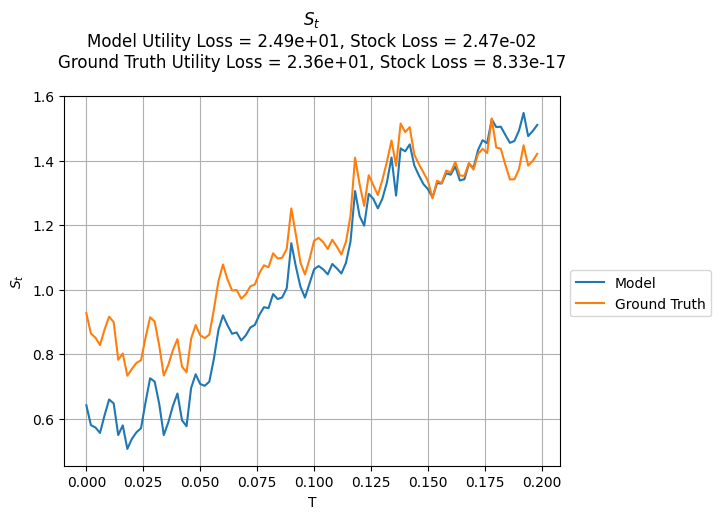 S_t
Model Utility Loss = 2.49e+01, Stock Loss = 2.47e-02
Ground Truth Utility Loss = 2.36e+01, Stock Loss = 8.33e-17
1.6
1.4
1.2
1.0
0.8
0.6
S_t
0.000
0.025
0.050
0.075
0.100
0.125
0.150
0.175
0.200
T
Model
Ground Truth